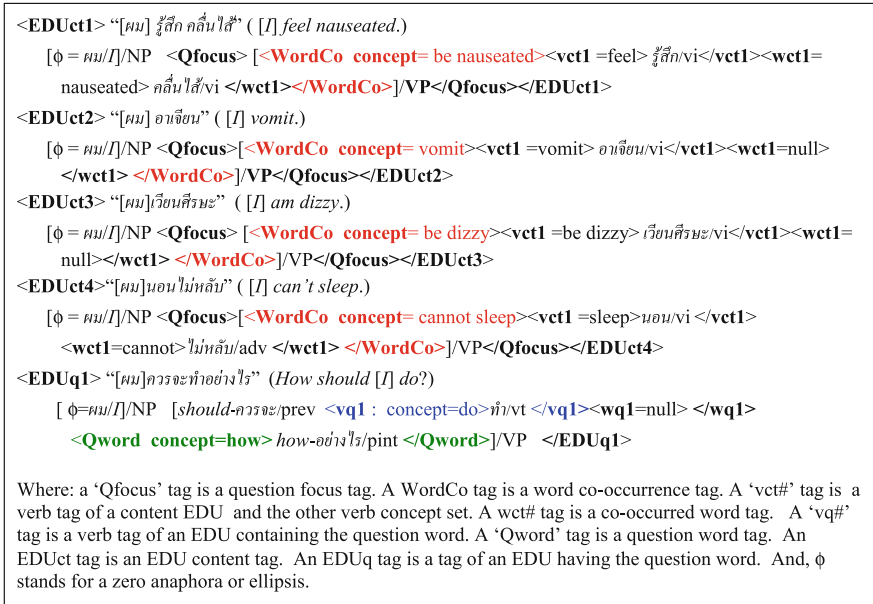 <EDUct1> “[ผม] รู้สึก คลื่นไส้” ( [I] feel nauseated.)
[ϕ = ผม/I]/NP <Qfocus> [<WordCo concept= be nauseated><vct1 =feel> รู้สึก/vi</vct1><wct1=
nauseated> คลื่นไส้/vi </wct1></WordCo>]/VP</Qfocus></EDUct1>
<EDUct2> “[ผม] อาเจียน” ( [I] vomit.)
[ϕ = ผม/I]/NP <Qfocus>[<WordCo concept= vomit><vct1 =vomit> อาเจียน/vi</vct1><wct1=null>
</wct1> </WordCo>]/VP</Qfocus></EDUct2>
<EDUct3> “[ผม]เวียนศีรษะ” ( [I] am dizzy.)
[ϕ = ผม/I]/NP <Qfocus> [<WordCo concept= be dizzy><vct1 =be dizzy> เวียนศีรษะ/vi</vct1><wct1=
null></wct1> </WordCo>]/VP</Qfocus></EDUct3>
<EDUct4>“[ผม]นอนไม่หลับ” ( [I] can’t sleep.)
[ϕ = ผม/I]/NP <Qfocus>[<WordCo concept= cannot sleep><vct1 =sleep>นอน/vi </vct1>
<wct1=cannot>ไม่หลับ/adv </wct1> </WordCo>]/VP</Qfocus></EDUct4>
<EDUq1> “[ผม]ควรจะทำอย่างไร” (How should [I] do?)
[ ϕ=ผม/I]/NP [should-ควรจะ/prev <vq1 : concept=do>ทำ/vt </vq1><wq1=null> </wq1>
<Qword concept=how> how-อย่างไร/pint </Qword>]/VP </EDUq1>
Where: a ‘Qfocus’ tag is a question focus tag. A WordCo tag is a word co-occurrence tag. A ‘vct#’ tag is a
verb tag of a content EDU and the other verb concept set. A wct# tag is a co-occurred word tag. A ‘vq#’
tag is a verb tag of an EDU containing the question word. A ‘Qword’ tag is a question word tag. An
EDUct tag is an EDU content tag. An EDUq tag is a tag of an EDU having the question word. And, ϕ
stands for a zero anaphora or ellipsis.